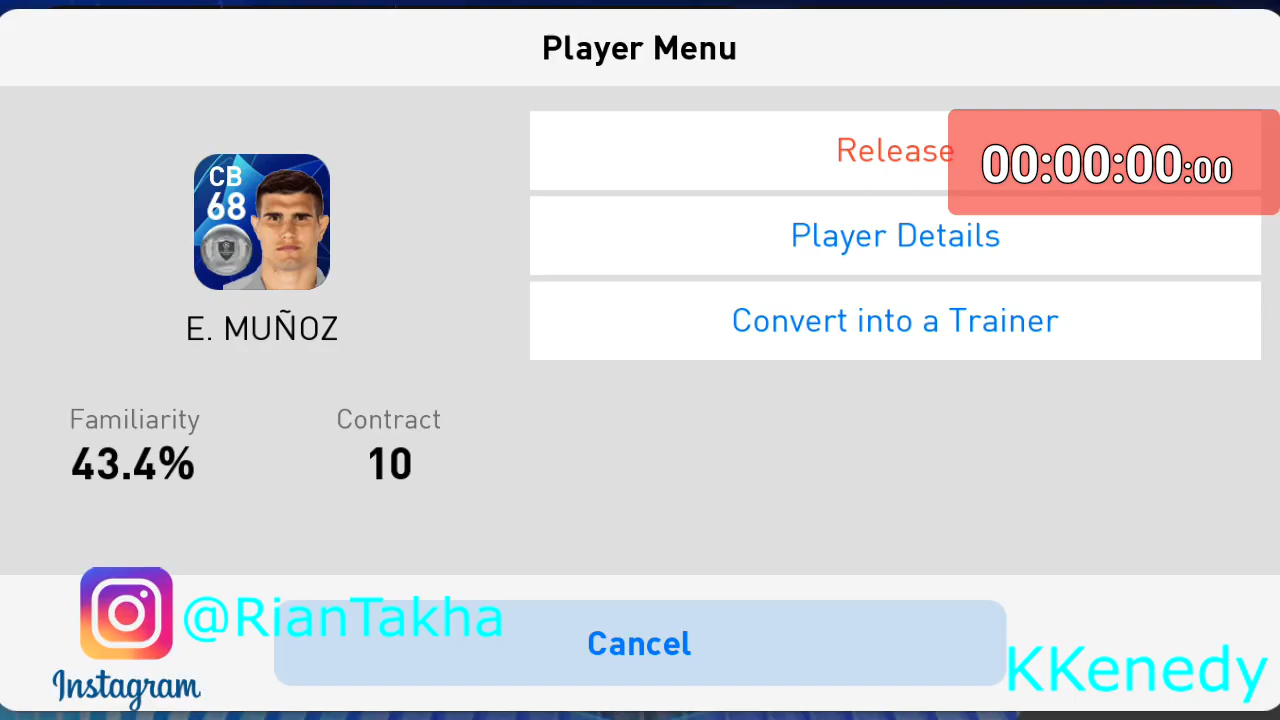 Player Menu
Release
00:00:00:00
CB
68
Player Details
Convert into a Trainer
E. MUÑOZ
Familiarity
Contract
43.4%
10
@RianTakha
Cancel
KKenedy
Instagram